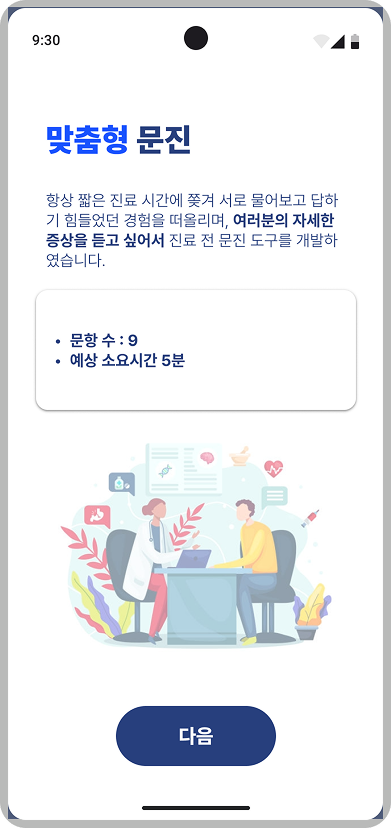 9:30
맞춤형 문진
항상 짧은 진료 시간에 쫒겨 서로 물어보고 답하
기 힘들었던 경험을 떠올리며, 여러분의 자세한
증상을 듣고 싶어서 진료 전 문진 도구를 개발하
였습니다.
• 문항 수 : 9
• 예상 소요시간 5분
다음